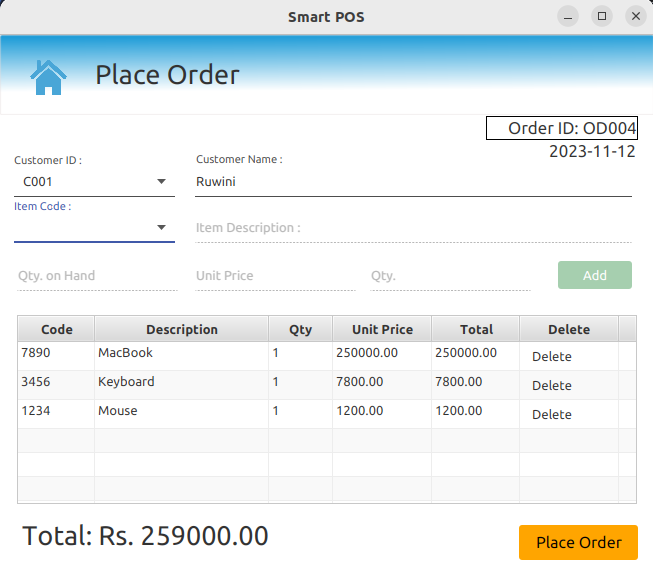 Smart POS
Place Order
Order ID: OD004
2023-11-12
Customer ID :
Customer Name :
C001
Ruwini
Item Code :
Item Description :
Qty. on Hand
Unit Price
Qty.
Add
Code Description Qty Unit Price Total Delete
7890 MacBook 1 250000.00 250000.00 Delete
3456 Keyboard 1 7800.00 7800.00 Delete
1234 Mouse 1 1200.00 1200.00 Delete
Total: Rs. 259000.00
Place Order